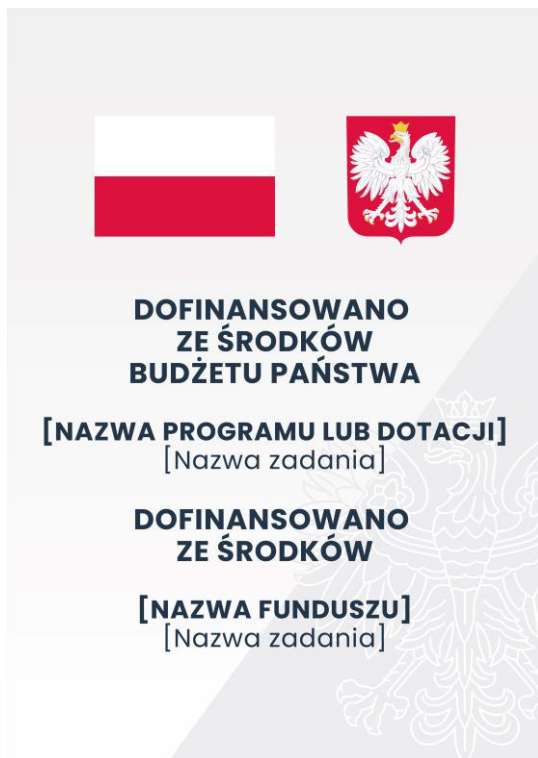 DOFINANSOWANO
ZE ŚRODKÓW
BUDŻETU PAŃSTWA
[NAZWA PROGRAMU LUB DOTACJI]
[Nazwa zadania]
DOFINANSOWANO
ZE ŚRODKÓW
[NAZWA FUNDUSZU]
[Nazwa zadania]